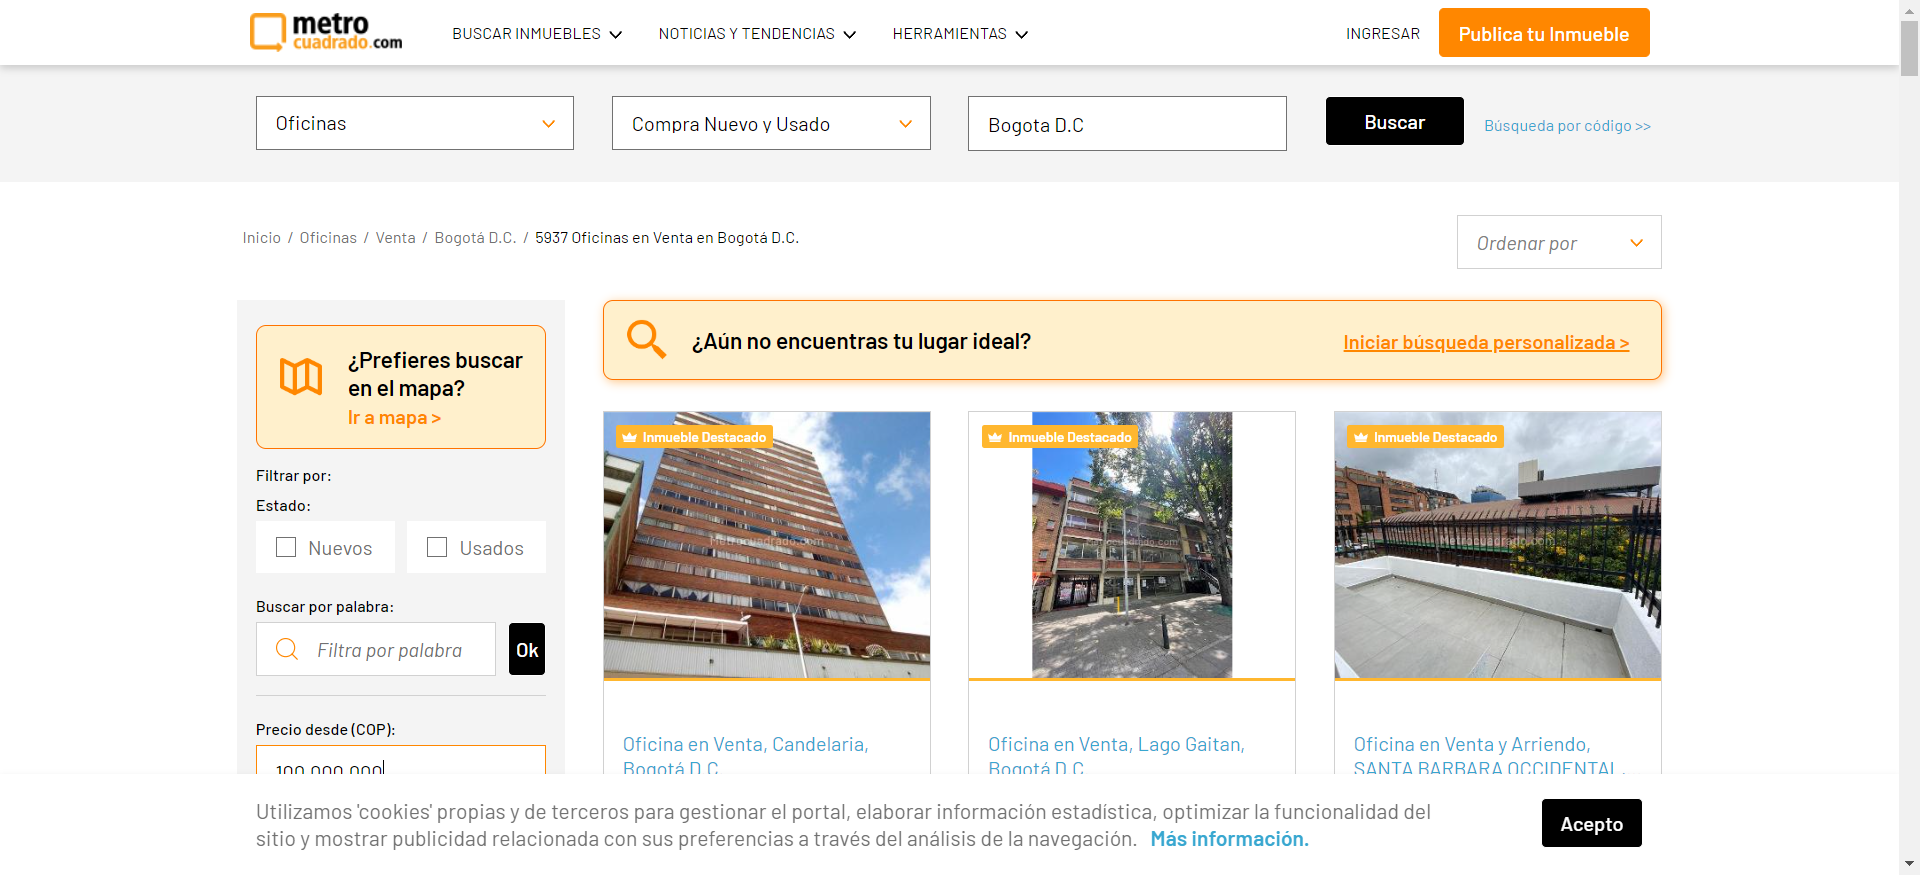 metro
cuadrado.com
BUSCAR INMUEBLES
NOTICIAS Y TENDENCIAS
HERRAMIENTAS
INGRESAR
Publica tu Inmueble
Oficinas
Compra Nuevo y Usado
Bogota D.C
Buscar
Búsqueda por código >>
Inicio / Oficinas / Venta / Bogotá D.C. / 5937 Oficinas en Venta en Bogotá D.C.
Ordenar por
¿Prefieres buscar
en el mapa?
Ir a mapa >
Filtrar por:
Estado:
Nuevos
Usados
Buscar por palabra:
Filtra por palabra
Ok
Precio desde (COP):
100.000.000
¿Aún no encuentras tu lugar ideal?
Iniciar búsqueda personalizada >
Inmueble Destacado
Metrocuadrado.com
Oficina en Venta, Candelaria,
Bogotá D.C.
Inmueble Destacado
Oficina en Venta, Lago Gaitan,
Bogotá D.C.
Inmueble Destacado
Metrocuadrado.com
Oficina en Venta y Arriendo,
SANTA BARBARA OCCIDENTAL,
Utilizamos 'cookies' propias y de terceros para gestionar el portal, elaborar información estadística, optimizar la funcionalidad del
sitio y mostrar publicidad relacionada con sus preferencias a través del análisis de la navegación. Más información.
Acepto